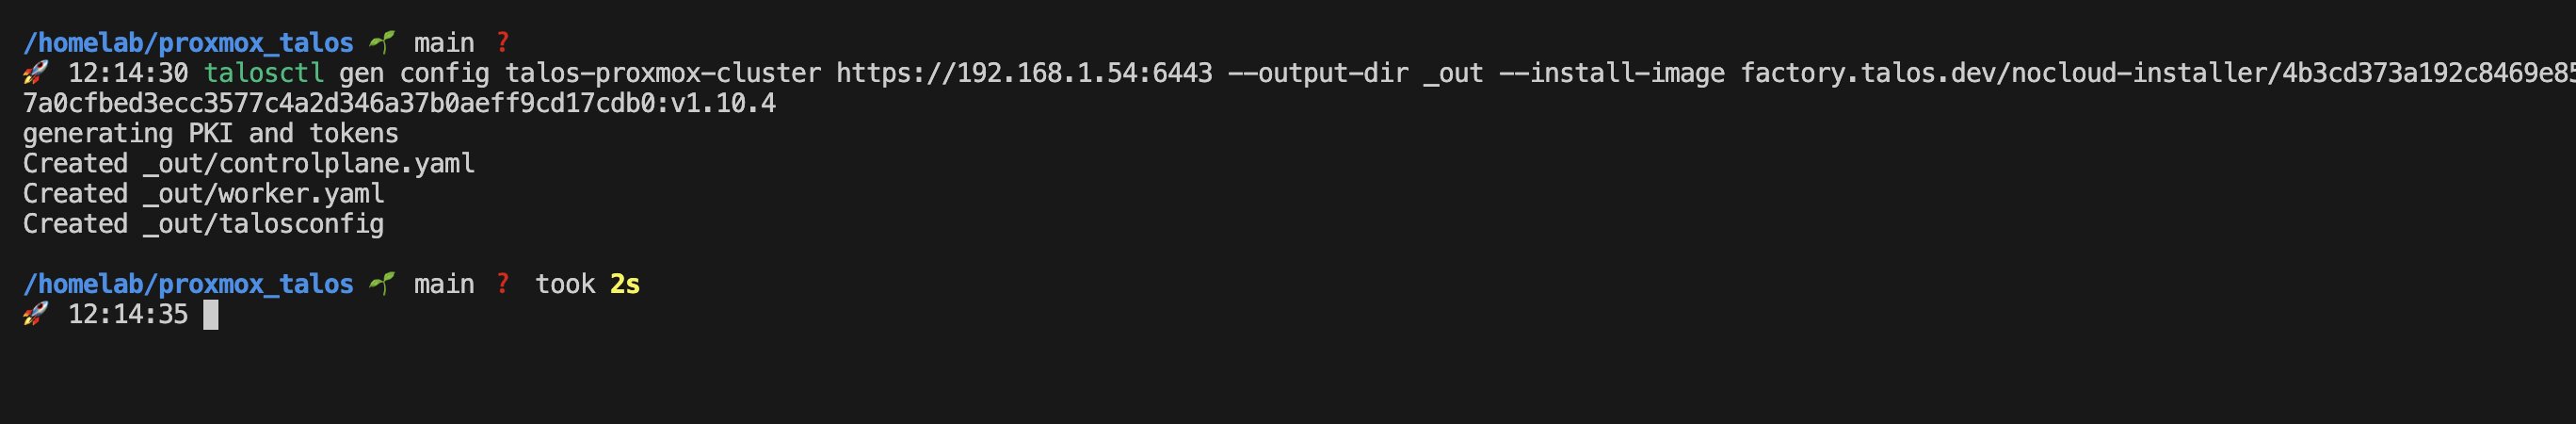 /homelab/proxmox_talos 🌱 main ?
🚀 12:14:30 talosctl gen config talos-proxmox-cluster https://192.168.1.54:6443 --output-dir _out --install-image factory.talos.dev/nocloud-installer/4b3cd373a192c8469e85
7a0cfbed3ecc3577c4a2d346a37b0aeff9cd17cdb0:v1.10.4
generating PKI and tokens
Created _out/controlplane.yaml
Created _out/worker.yaml
Created _out/talosconfig
/homelab/proxmox_talos 🌱 main ? took 2s
🚀 12:14:35